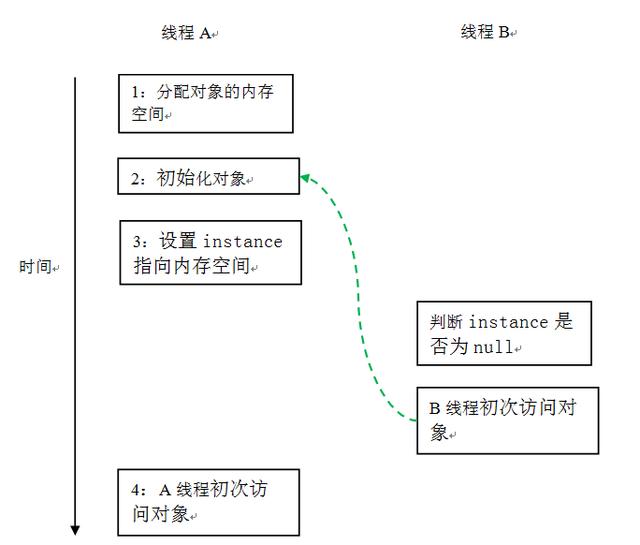 线程 A↵
线程 B↵
1：分配对象的内存
空间↵
2：初始化对象↵
3：设置 instance
指向内存空间↵
时间↵
判断 instance 是
否为 null↵
B 线程初次访问对
象↵
4：A 线程初次访
问对象↵